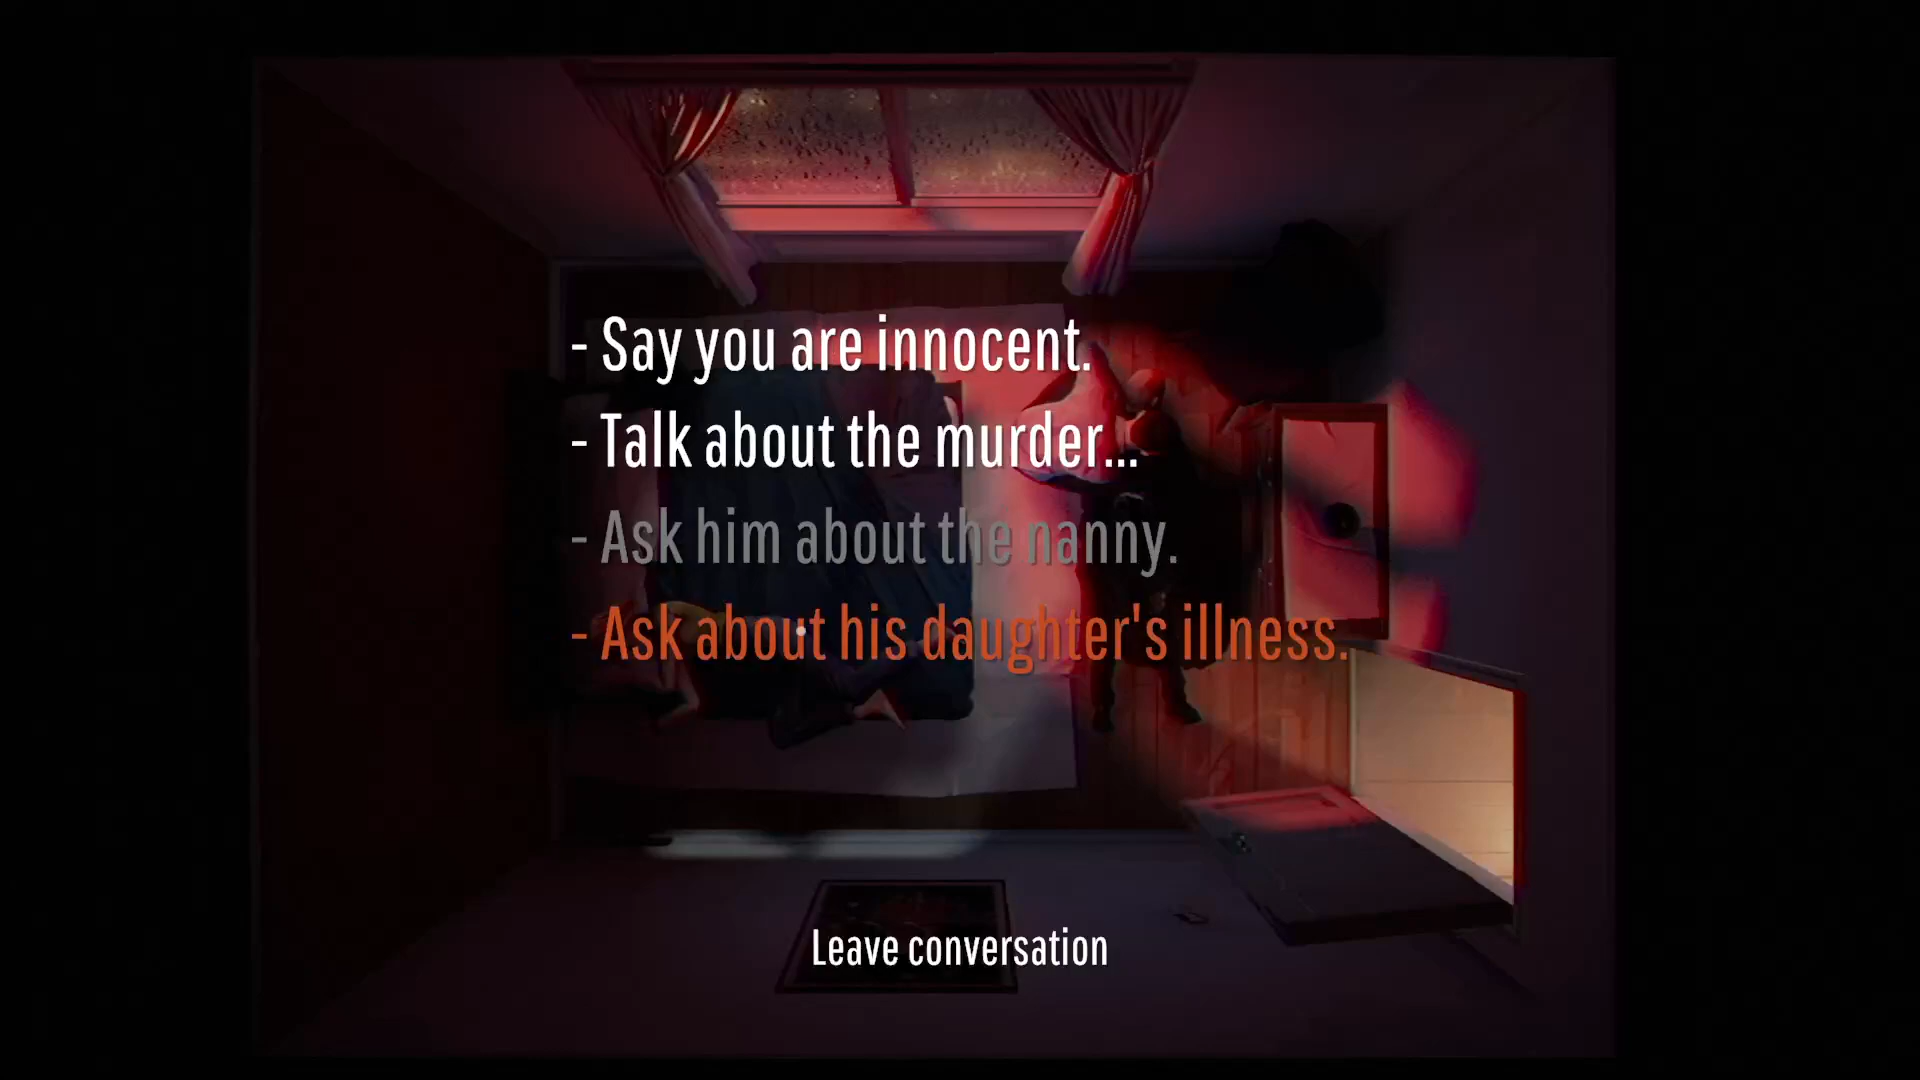 - Say you are innocent.
- Talk about the murder...
- Ask him about the nanny.
- Ask about his daughter's illness.
Leave conversation